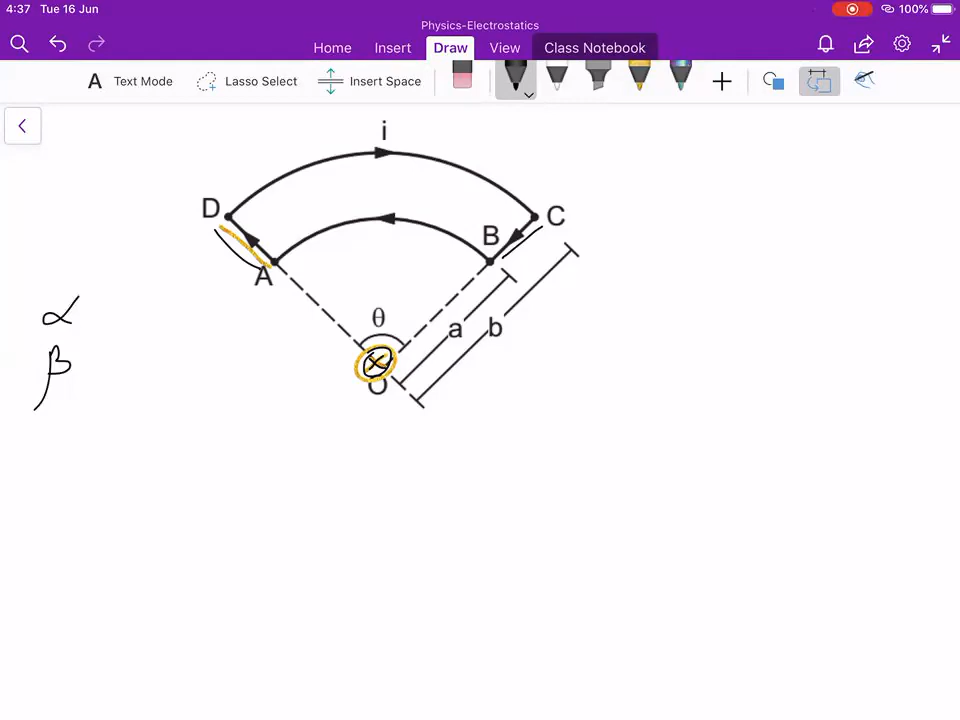 4:37 Tue 16 Jun
100%
Physics-Electrostatics
Home Insert Draw View Class Notebook
A Text Mode Lasso Select Insert Space
i
D
C
B
A
θ
a
b
O
α
β